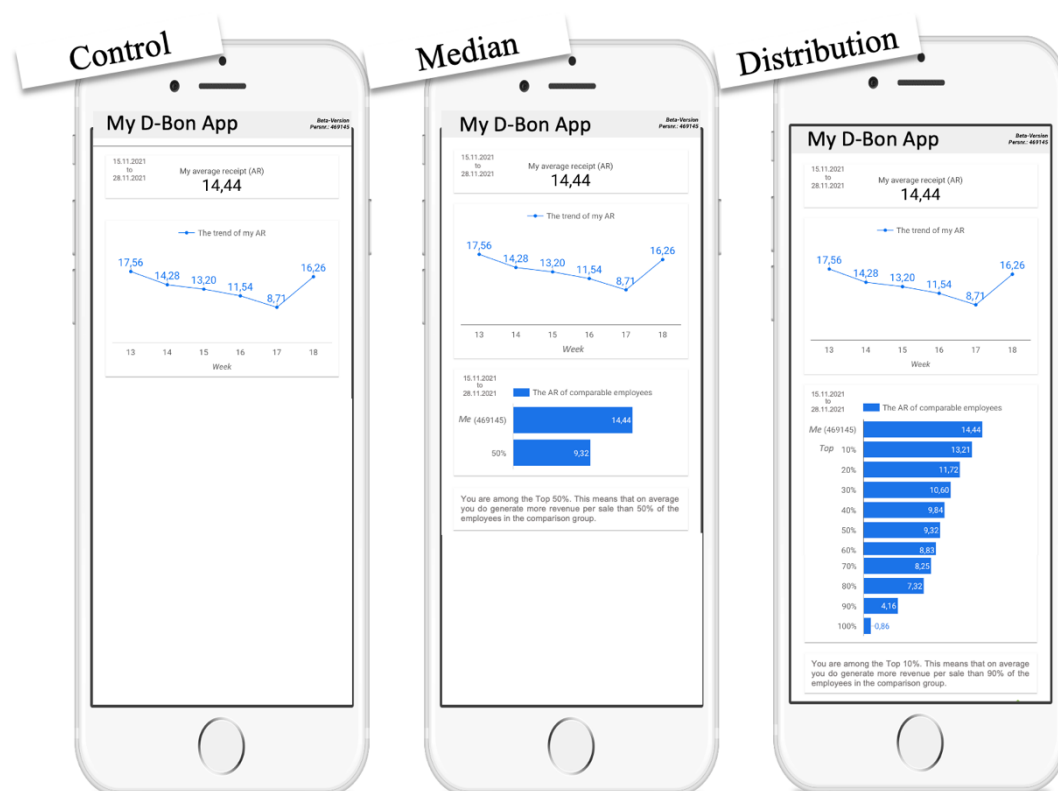 Control
My D-Bon App
Beta-Version
Persnr.: 469145
15.11.2021
to
28.11.2021
My average receipt (AR)
14,44
The trend of my AR
17,56
14,28
13,20
11,54
8,71
16,26
13 14 15 16 17 18
Week
Median
My D-Bon App
Beta-Version
Persnr.: 469145
15.11.2021
to
28.11.2021
My average receipt (AR)
14,44
The trend of my AR
17,56
14,28
13,20
11,54
8,71
16,26
13 14 15 16 17 18
Week
15.11.2021
to
28.11.2021
The AR of comparable employees
Me (469145) 14,44
50% 9,32
You are among the Top 50%. This means that on average
you do generate more revenue per sale than 50% of the
employees in the comparison group.
Distribution
My D-Bon App
Beta-Version
Persnr.: 469145
15.11.2021
to
28.11.2021
My average receipt (AR)
14,44
The trend of my AR
17,56
14,28
13,20
11,54
8,71
16,26
13 14 15 16 17 18
Week
15.11.2021
to
28.11.2021
The AR of comparable employees
Me (469145) 14,44
Top 10% 13,21
20% 11,72
30% 10,60
40% 9,84
50% 9,32
60% 8,83
70% 8,25
80% 7,32
90% 4,16
100% -0,86
You are among the Top 10%. This means that on average
you do generate more revenue per sale than 90% of the
employees in the comparison group.